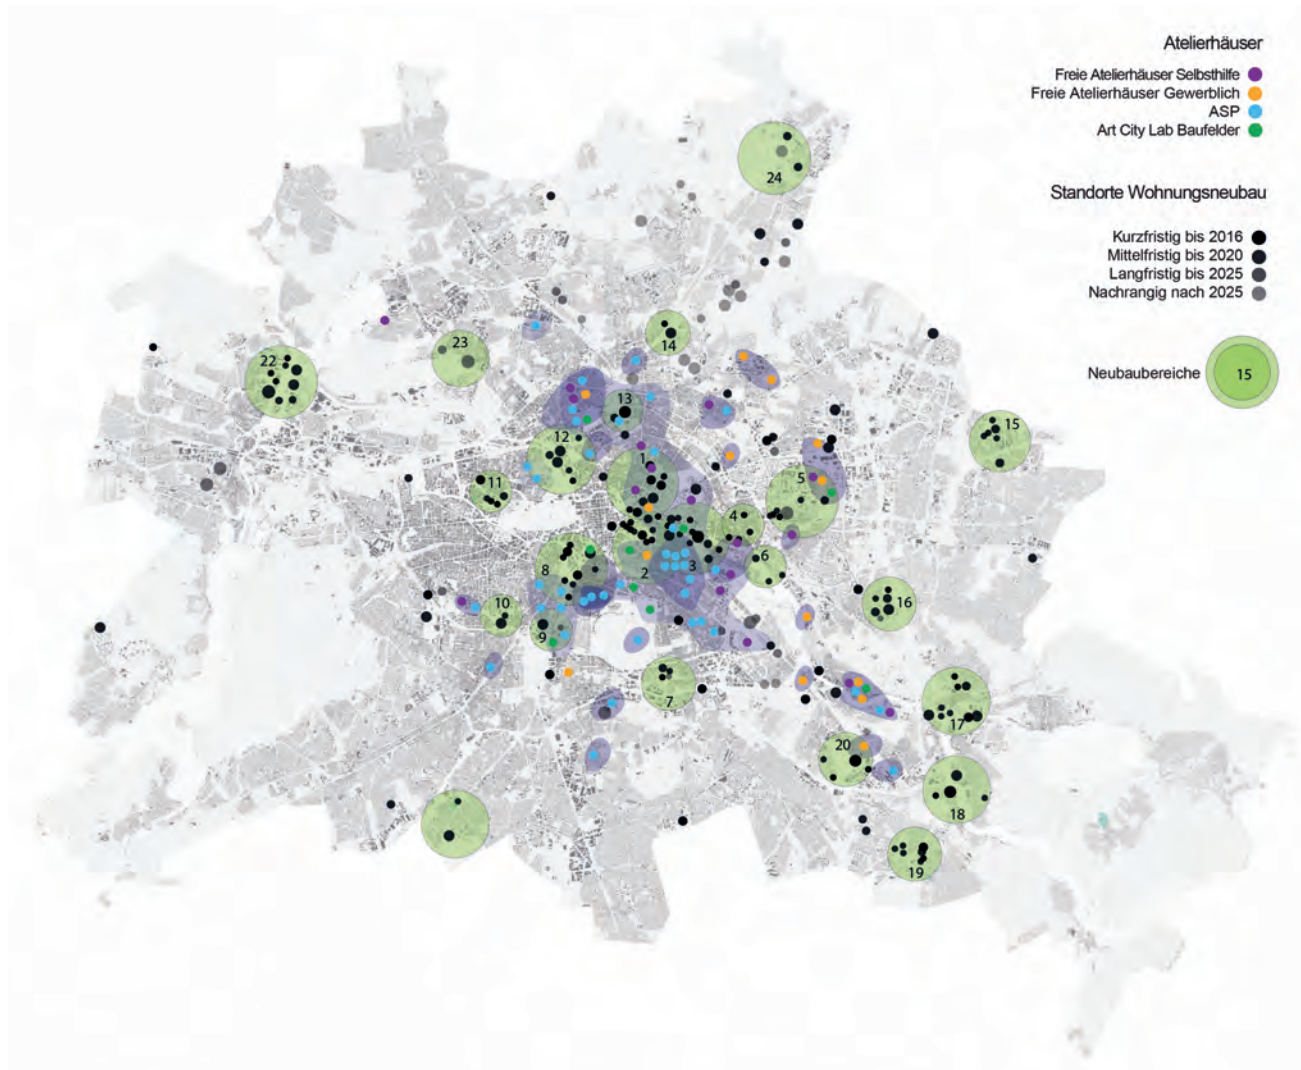 Atelierhäuser
Freie Atelierhäuser Selbsthilfe
Freie Atelierhäuser Gewerblich
ASP
Art City Lab Baufelder
Standorte Wohnungsneubau
Kurzfristig bis 2016
Mittelfristig bis 2020
Langfristig bis 2025
Nachrangig nach 2025
Neubaubereiche 15
24
23
14
22
13
15
12
1
11
5
4
6
3
8
2
10
16
9
7
17
20
18
19